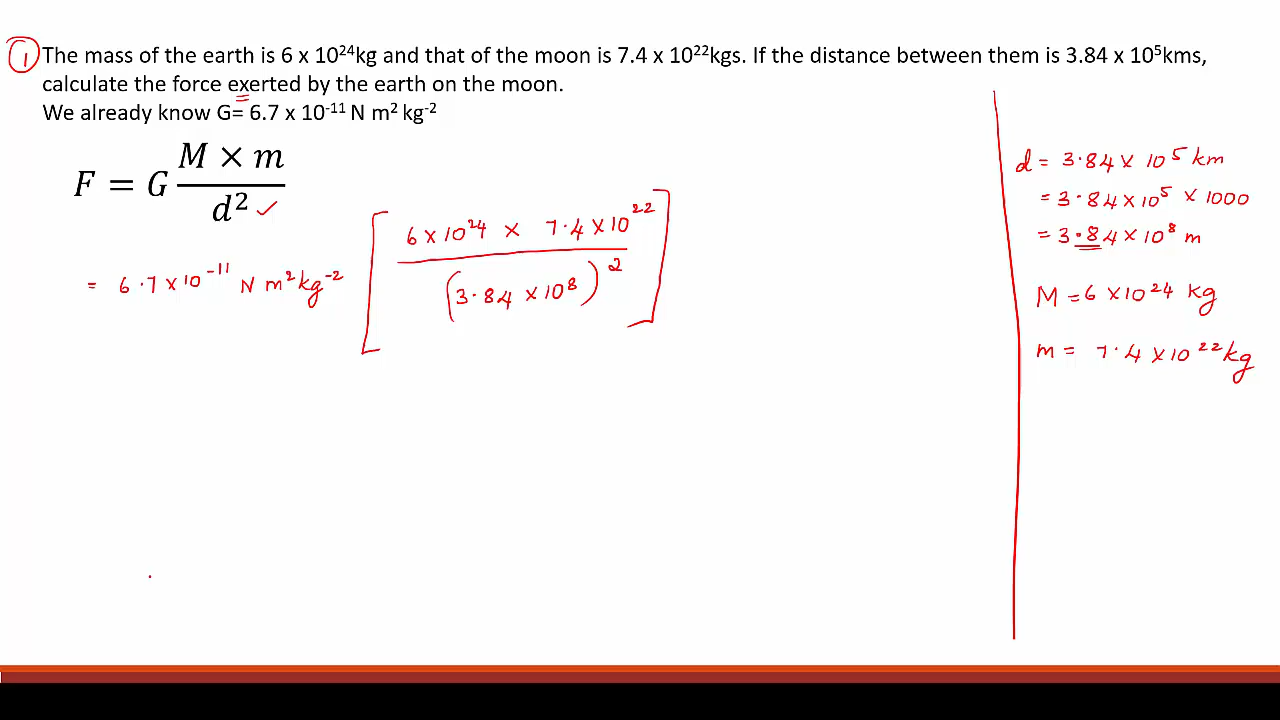 ① The mass of the earth is 6 x 10²⁴kg and that of the moon is 7.4 x 10²²kgs. If the distance between them is 3.84 x 10⁵kms,
calculate the force exerted by the earth on the moon.
We already know G= 6.7 x 10⁻¹¹ N m² kg⁻²
F = G (M × m)/d² ✓
= 6.7 × 10⁻¹¹ N m² kg⁻² [(6 × 10²⁴ × 7.4 × 10²²)/(3.84 × 10⁸)²]
d = 3.84 × 10⁵ km
= 3.84 × 10⁵ × 1000
= 3.84 × 10⁸ m
M = 6 × 10²⁴ kg
m = 7.4 × 10²² kg